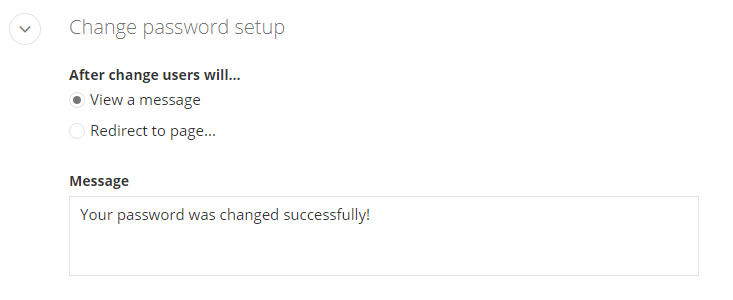 Change password setup
After change users will...
View a message
Redirect to page...
Message
Your password was changed successfully!